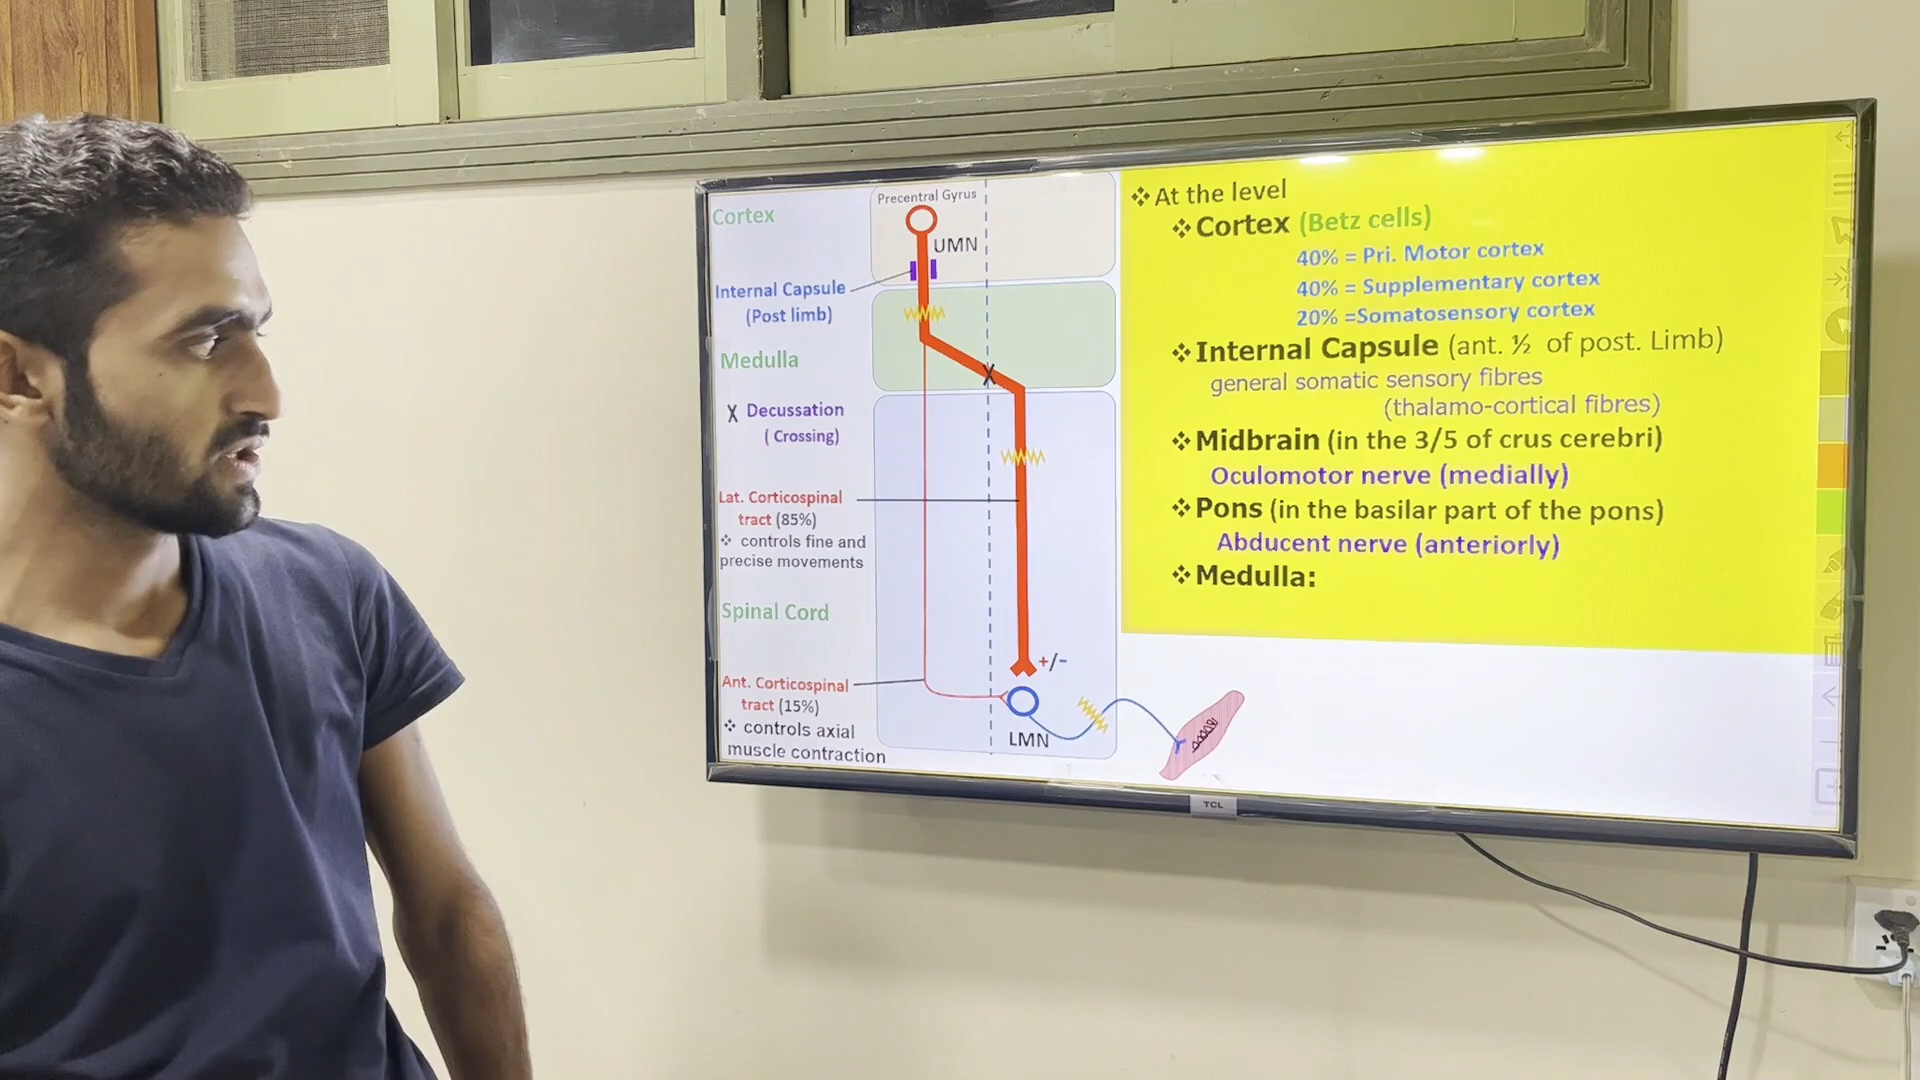 Precentral Gyrus
Cortex
UMN
Internal Capsule
(Post limb)
Medulla
X Decussation
( Crossing)
X
Lat. Corticospinal
tract (85%)
❖ controls fine and
precise movements
Spinal Cord
+/-
Ant. Corticospinal
tract (15%)
❖ controls axial
muscle contraction
LMN
❖ At the level
❖ Cortex (Betz cells)
40% = Pri. Motor cortex
40% = Supplementary cortex
20% =Somatosensory cortex
❖ Internal Capsule (ant. ½ of post. Limb)
general somatic sensory fibres
(thalamo-cortical fibres)
❖ Midbrain (in the 3/5 of crus cerebri)
Oculomotor nerve (medially)
❖ Pons (in the basilar part of the pons)
Abducent nerve (anteriorly)
❖ Medulla:
TCL